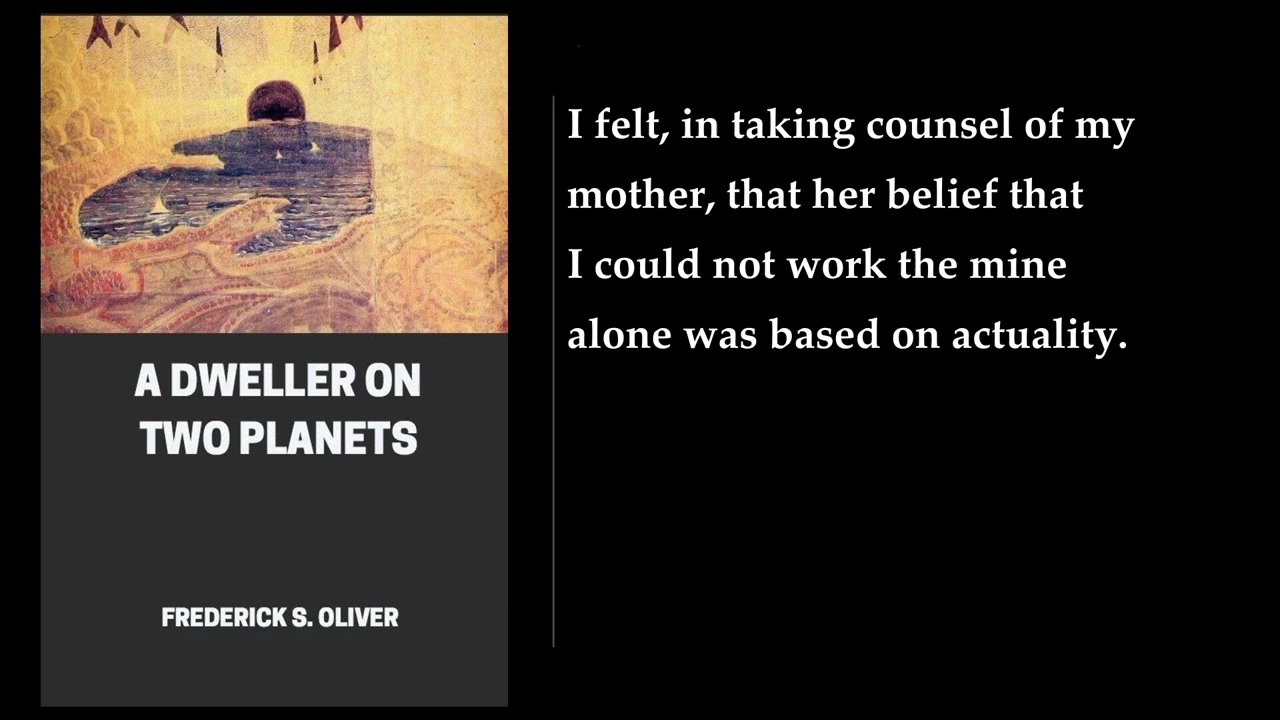 A DWELLER ON
TWO PLANETS
FREDERICK S. OLIVER
I felt, in taking counsel of my
mother, that her belief that
I could not work the mine
alone was based on actuality.